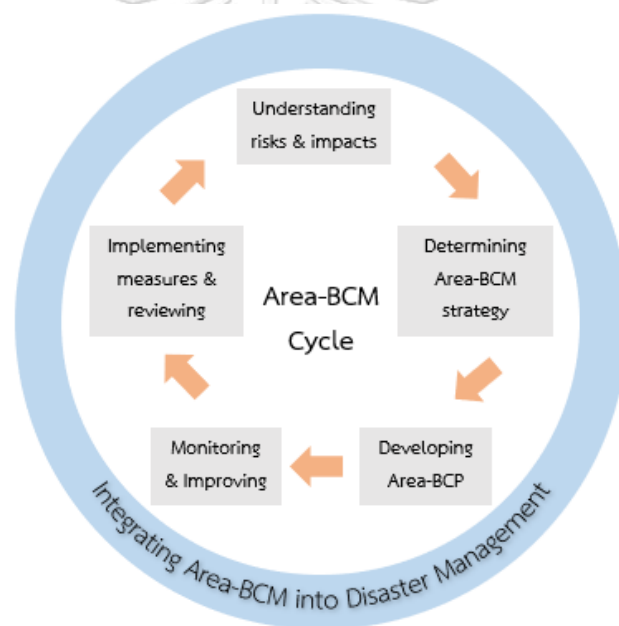 Understanding
risks & impacts
Determining
Area-BCM
strategy
Developing
Area-BCP
Monitoring
& Improving
Implementing
measures &
reviewing
Area-BCM
Cycle
Integrating Area-BCM into Disaster Management